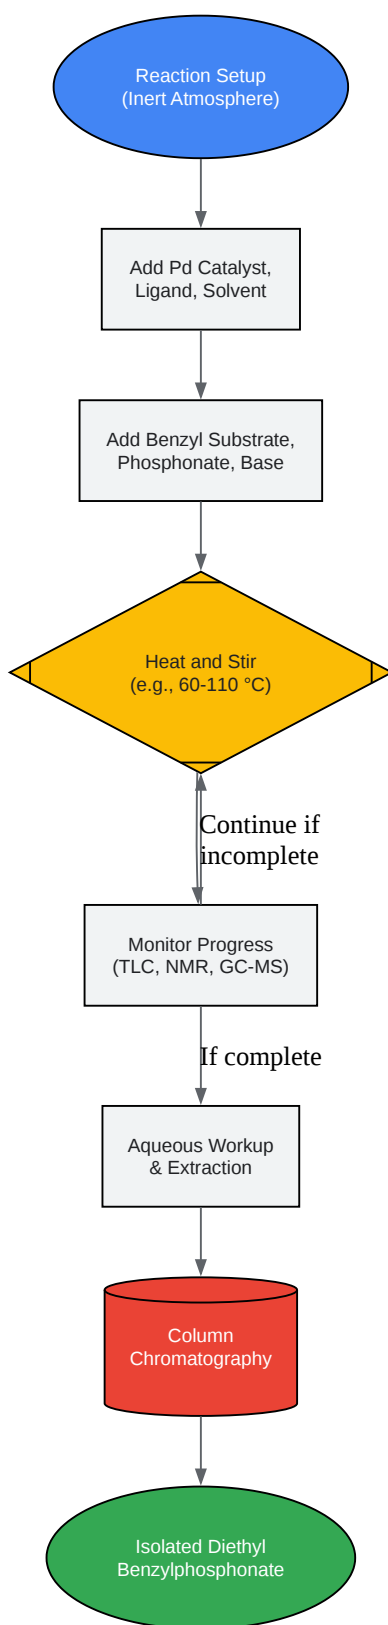 Reaction Setup
(Inert Atmosphere)
Add Pd Catalyst,
Ligand, Solvent
Add Benzyl Substrate,
Phosphonate, Base
Heat and Stir
(e.g., 60-110 °C)
Continue if
incomplete
Monitor Progress
(TLC, NMR, GC-MS)
If complete
Aqueous Workup
& Extraction
Column
Chromatography
Isolated Diethyl
Benzylphosphonate